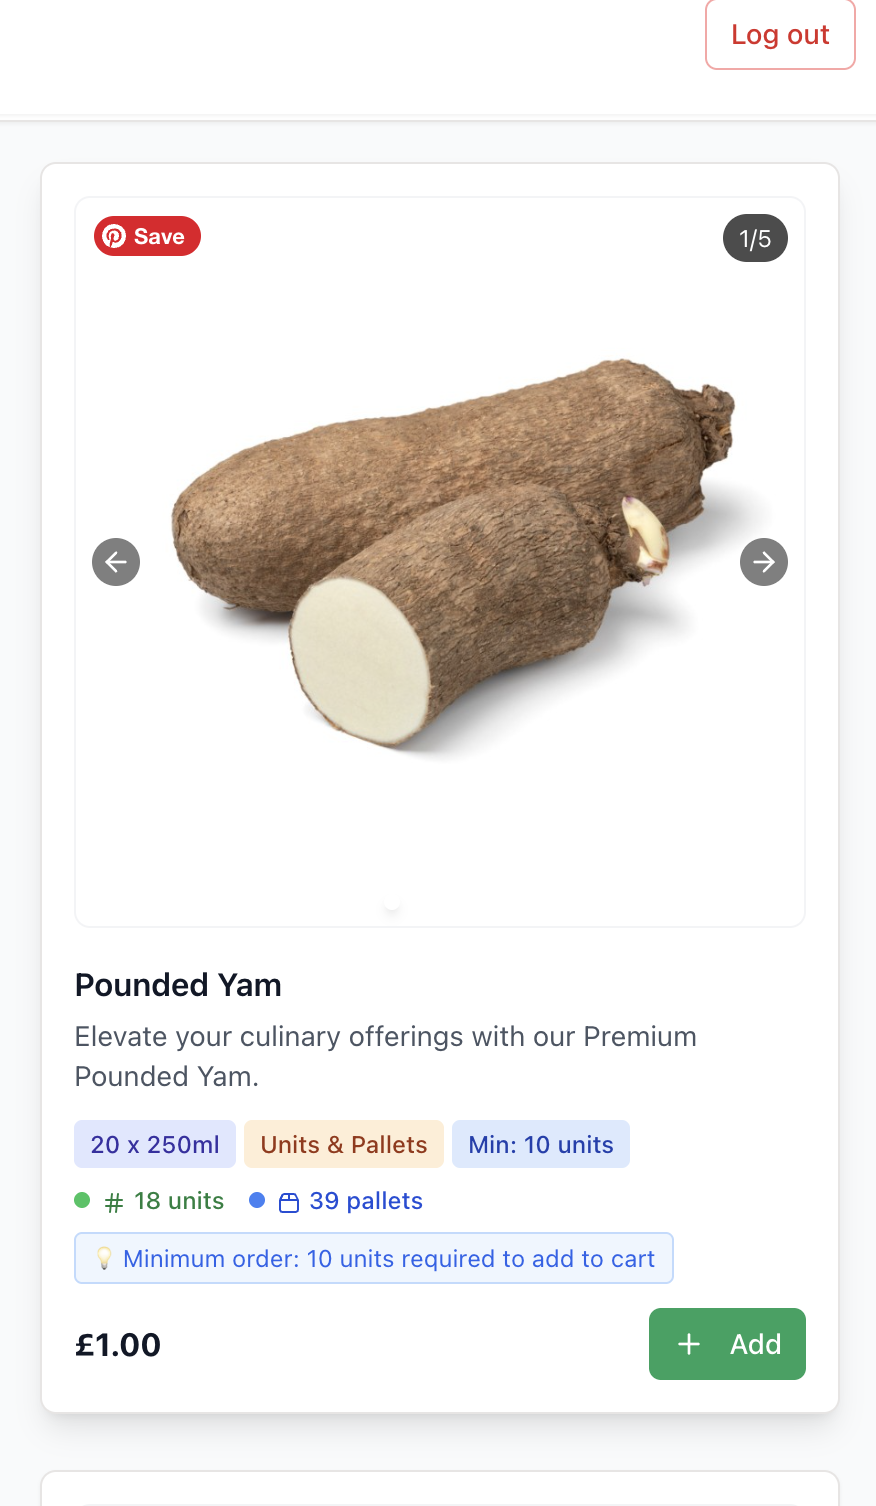 Log out
Save
1/5
Pounded Yam
Elevate your culinary offerings with our Premium
Pounded Yam.
20 x 250ml Units & Pallets Min: 10 units
# 18 units 39 pallets
💡 Minimum order: 10 units required to add to cart
£1.00
+ Add